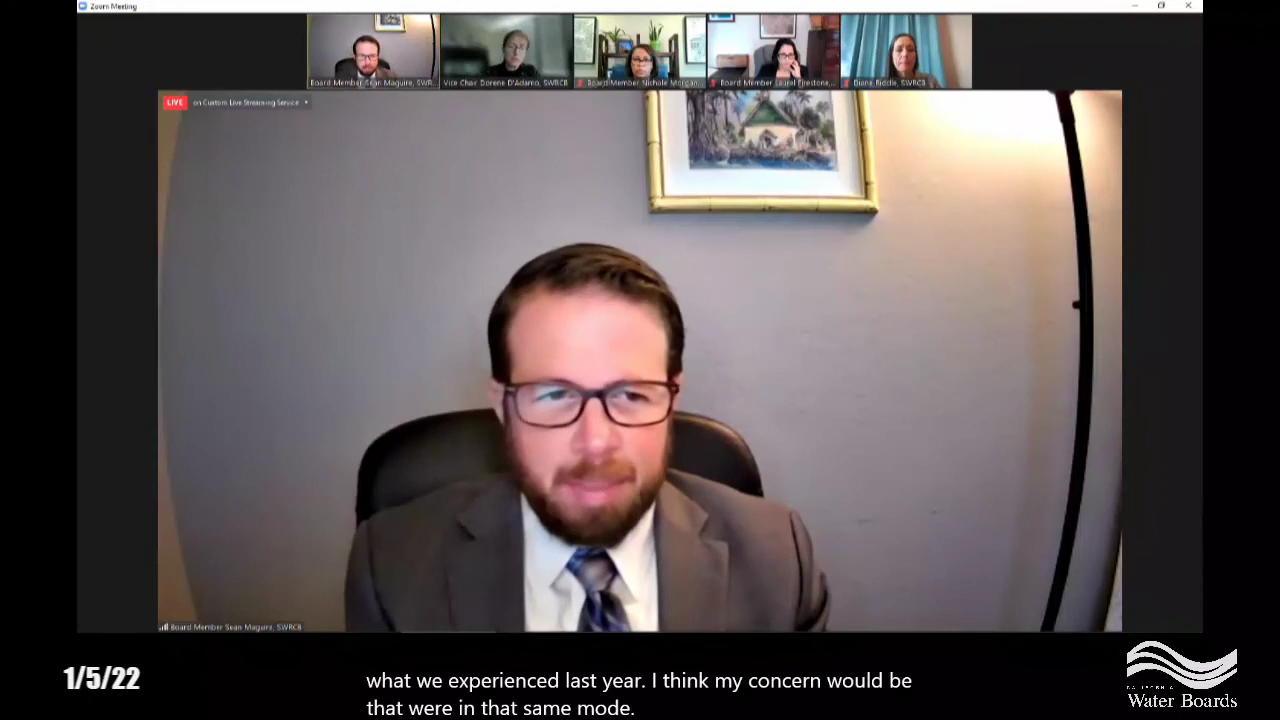 Zoom Meeting
Board Member Sean Maguire, SWR...
Vice Chair Dorene D'Adamo, SWRCB
Board Member Nichole Morgan,...
Board Member Laurel Firestone,...
Diane Riddle, SWRCB
LIVE on Custom Live Streaming Service
Board Member Sean Maguire, SWRCB
1/5/22
what we experienced last year. I think my concern would be
that were in that same mode.
CALIFORNIA
Water Boards